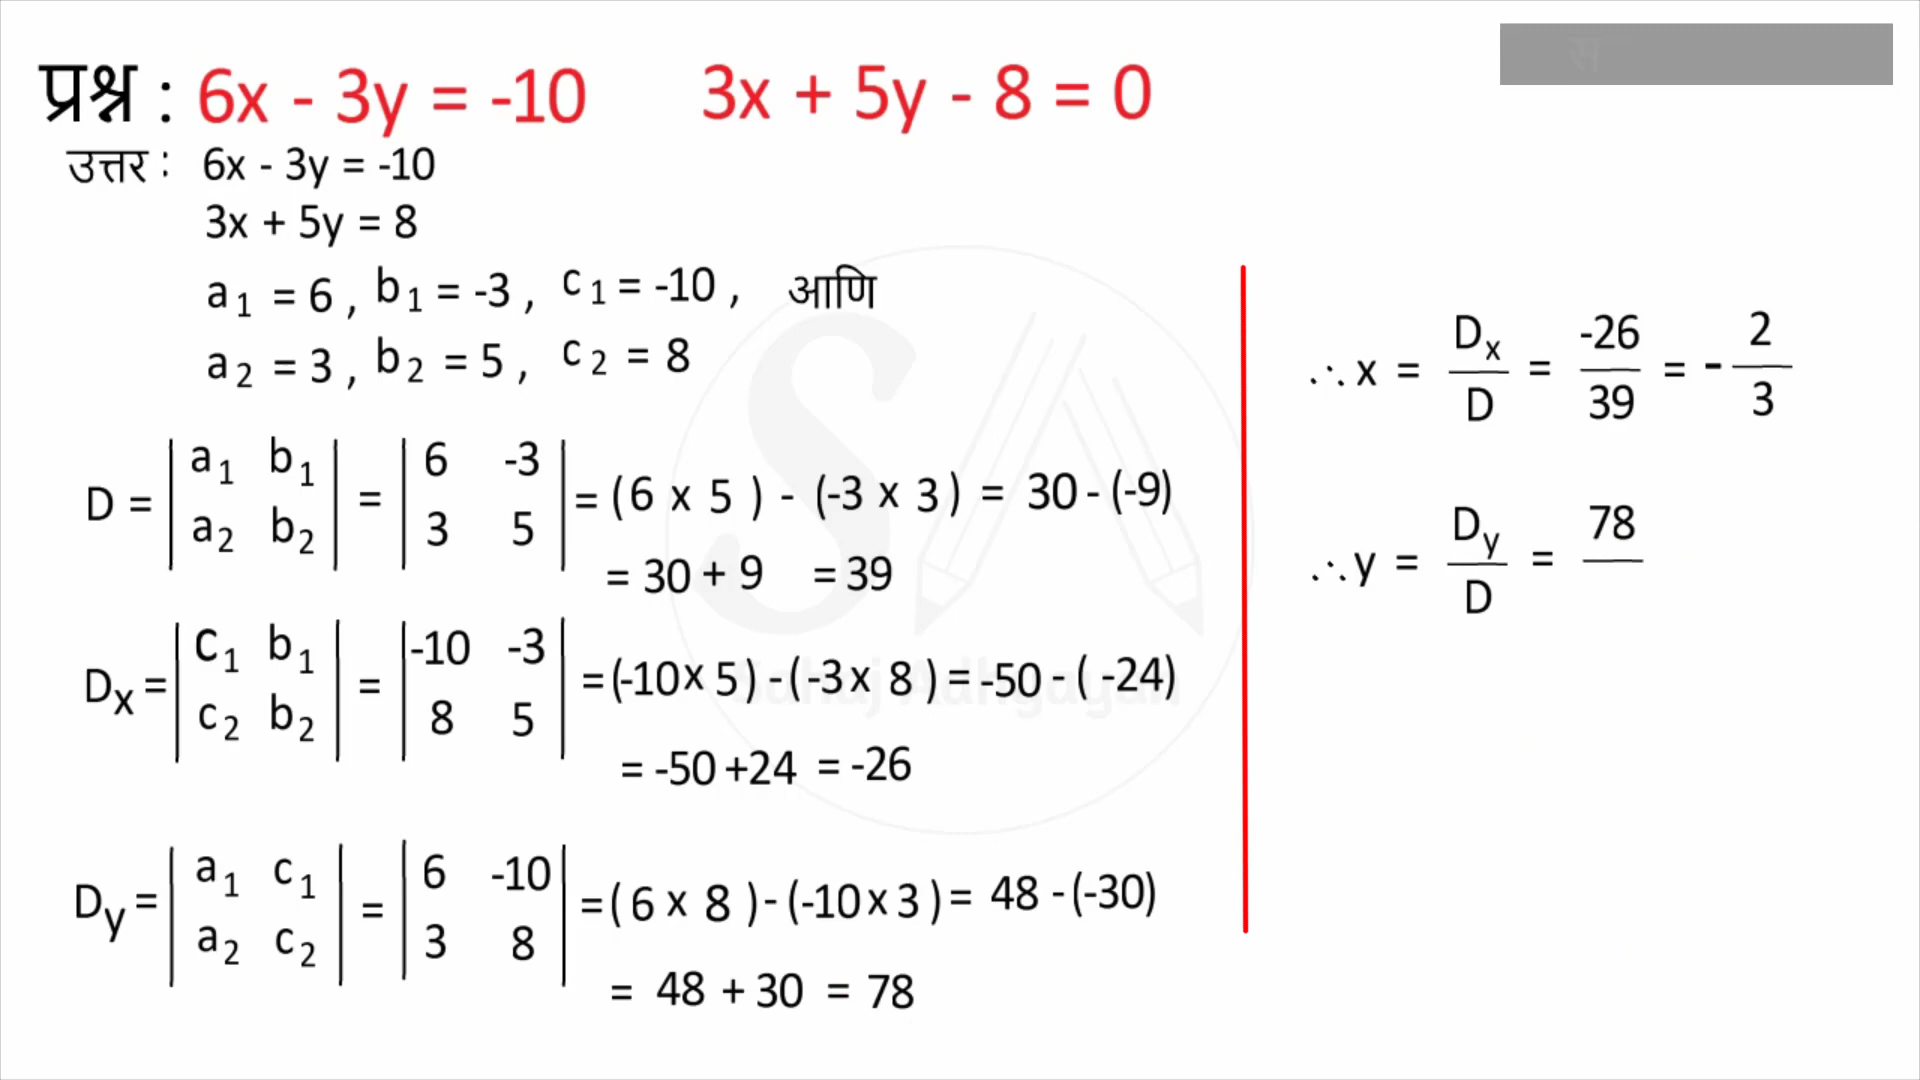 प्रश्न : 6x - 3y = -10 3x + 5y - 8 = 0
उत्तर : 6x - 3y = -10
3x + 5y = 8
a₁ = 6 , b₁ = -3 , c₁ = -10 , आणि
a₂ = 3 , b₂ = 5 , c₂ = 8
D = | a₁ b₁ | = | 6 -3 | = (6 x 5 ) - (-3 x 3 ) = 30 - (-9)
| a₂ b₂ | | 3 5 |
= 30 + 9 = 39
Dₓ = | c₁ b₁ | = | -10 -3 | = (-10 x 5 ) - ( -3 x 8 ) = -50 - ( -24)
| c₂ b₂ | | 8 5 |
= -50 +24 = -26
Dy = | a₁ c₁ | = | 6 -10 | = ( 6 x 8 ) - (-10 x 3 ) = 48 - (-30)
| a₂ c₂ | | 3 8 |
= 48 + 30 = 78
∴ x = Dₓ/D = -26/39 = - 2/3
∴ y = Dy/D = 78/
Sahaj Adhyayan
स